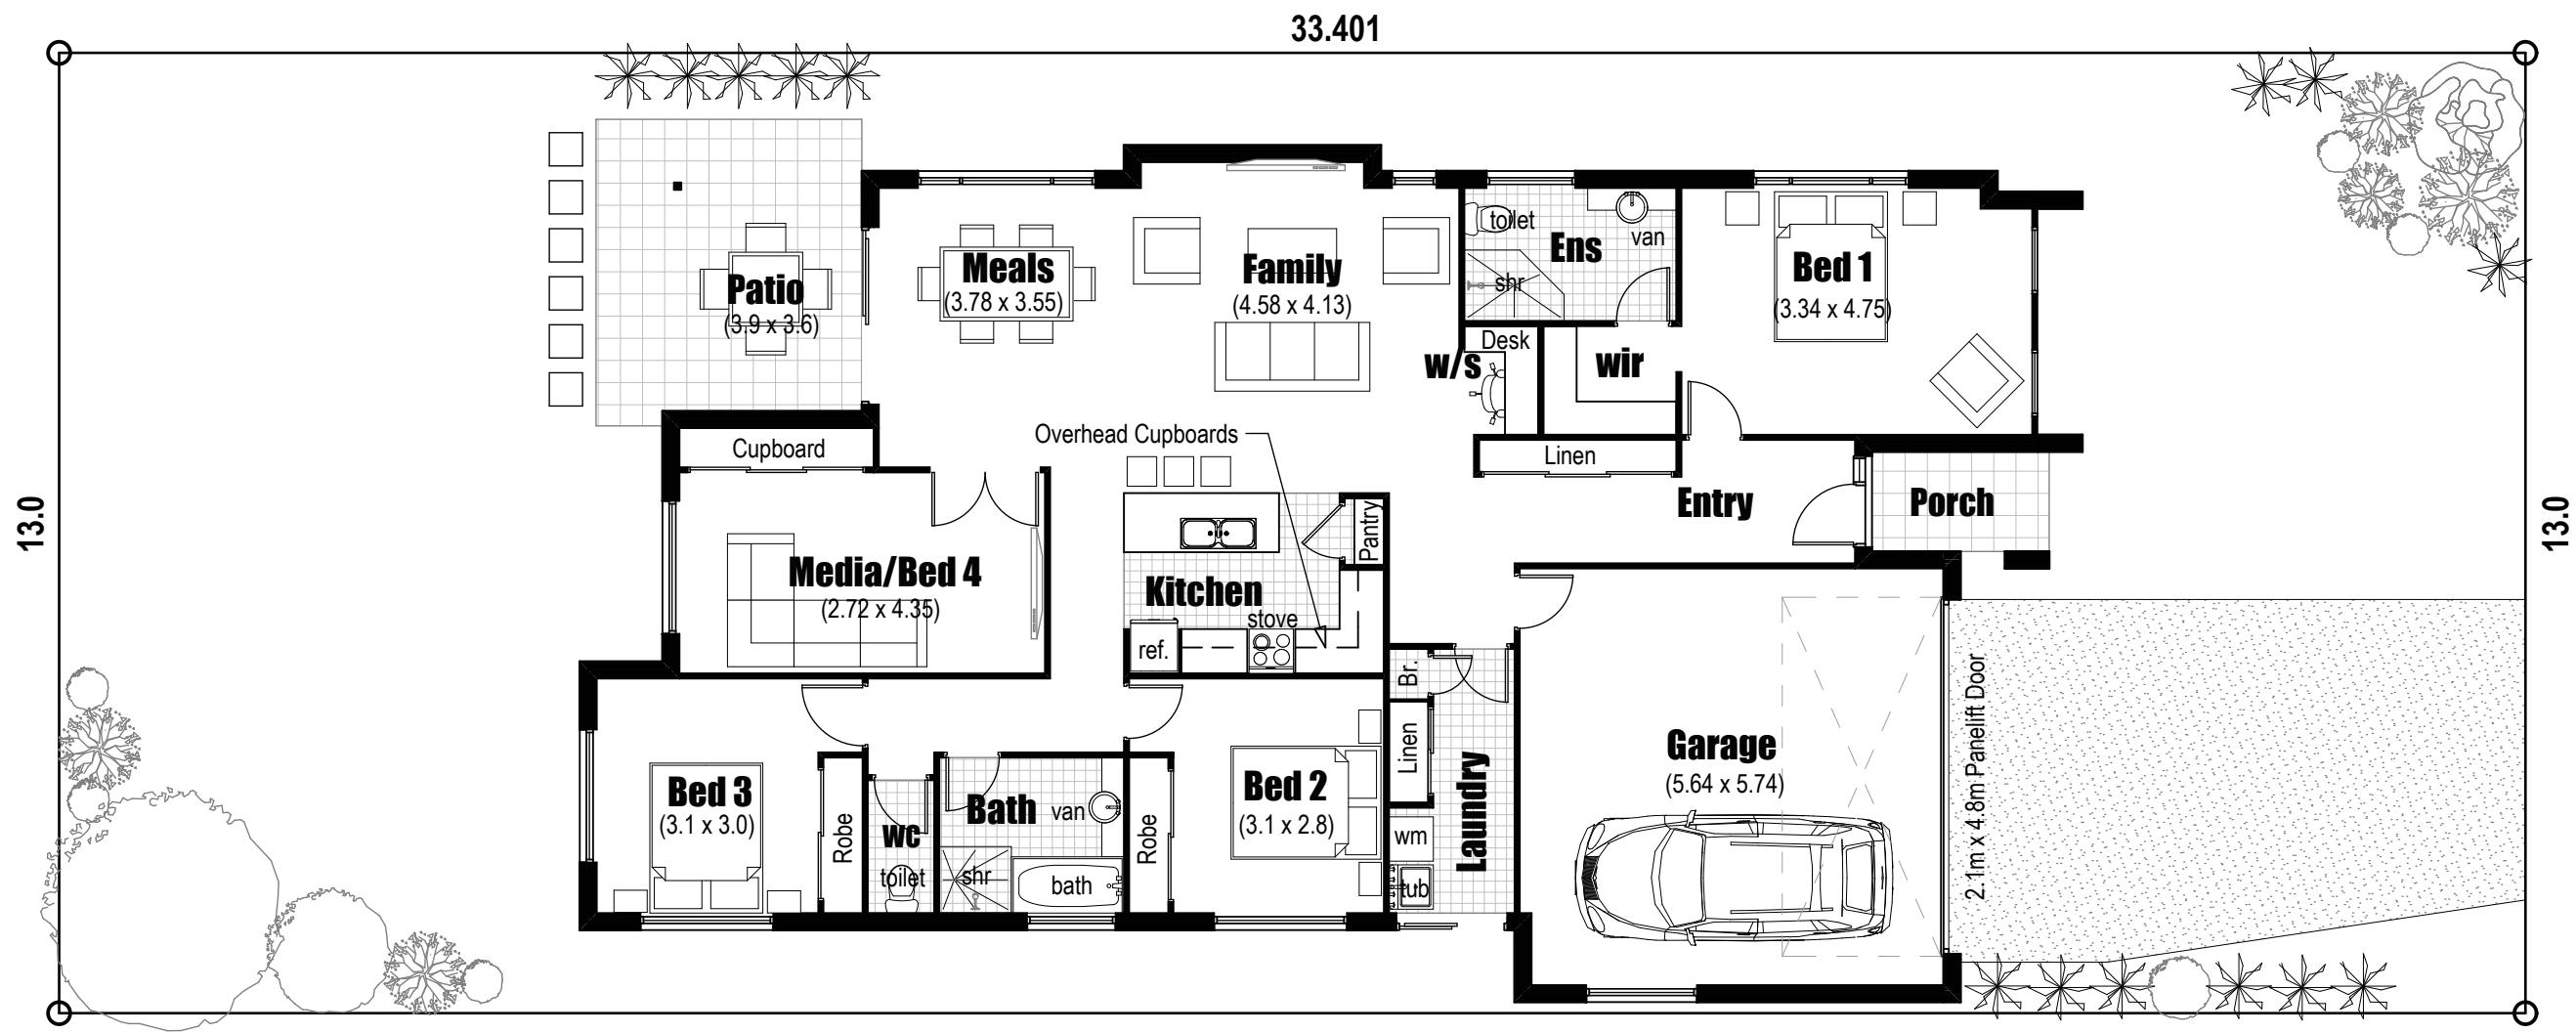 33.401
13.0
13.0
Patio
(3.9 x 3.6)
Meals
(3.78 x 3.55)
Family
(4.58 x 4.13)
toilet
Ens
van
shr
Bed 1
(3.34 x 4.75)
Desk
w/s
wir
Overhead Cupboards
Cupboard
Linen
Entry
Porch
Pantry
Media/Bed 4
(2.72 x 4.35)
Kitchen
stove
ref.
Br.
Linen
Laundry
wm
tub
Garage
(5.64 x 5.74)
2.1m x 4.8m Panelift Door
Bed 3
(3.1 x 3.0)
Robe
wc
toilet
Bath
van
shr
bath
Robe
Bed 2
(3.1 x 2.8)